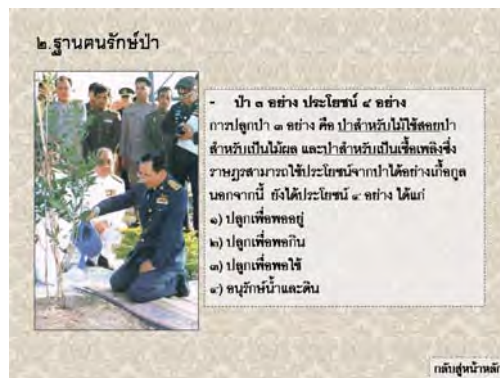 ๒.ฐานคนรักษ์ป่า
- ป่า ๓ อย่าง ประโยชน์ ๔ อย่าง
การปลูกป่า ๓ อย่าง คือ ป่าสำหรับไม้ใช้สอยป่า
สำหรับเป็นไม้ผล และป่าสำหรับเป็นเชื้อเพลิงซึ่ง
ราษฎรสามารถใช้ประโยชน์จากป่าได้อย่างเกื้อกูล
นอกจากนี้ ยังได้ประโยชน์ ๔ อย่าง ได้แก่
๑) ปลูกเพื่อพออยู่
๒) ปลูกเพื่อพอกิน
๓) ปลูกเพื่อพอใช้
๔) อนุรักษ์น้ำและดิน
กลับสู่หน้าหลัก